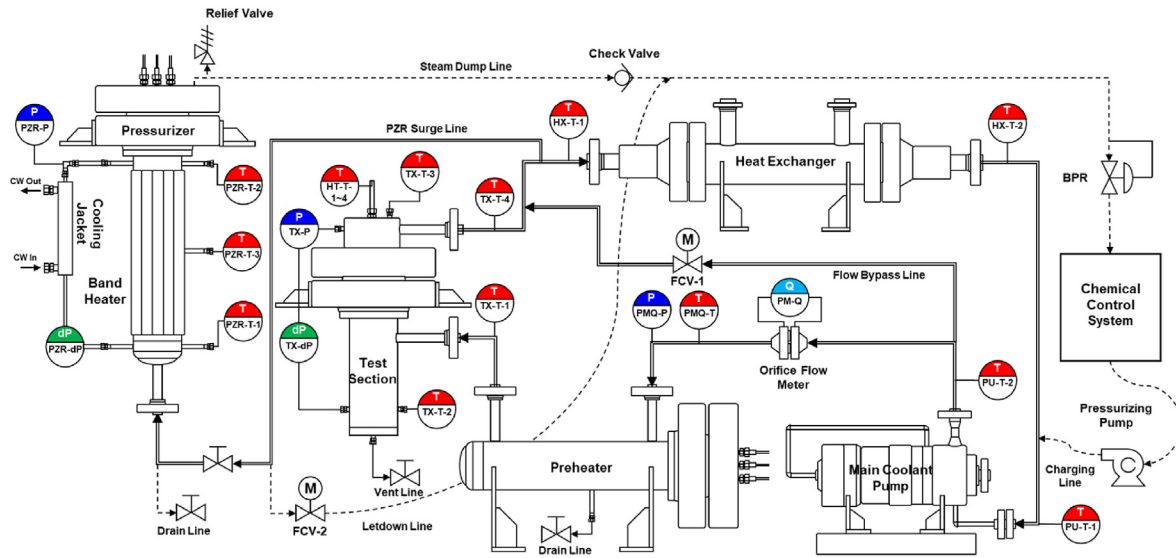 Relief Valve
Check Valve
Steam Dump Line
P
PZR-P
Pressurizer
PZR Surge Line
T
HX-T-1
T
HX-T-2
Heat Exchanger
BPR
T
PZR-T-2
T
HT-T-
1~4
T
TX-T-3
T
TX-T-4
CW Out
Cooling
Jacket
P
TX-P
CW In
Band
Heater
T
PZR-T-3
M
FCV-1
Flow Bypass Line
Chemical
Control
System
T
PZR-T-1
dP
PZR-dP
T
TX-T-1
dP
TX-dP
P
PMQ-P
T
PMQ-T
Q
PM-Q
Orifice Flow
Meter
Test
Section
T
TX-T-2
T
PU-T-2
Pressurizing
Pump
Preheater
Main Coolant
Pump
Charging
Line
Vent Line
M
FCV-2
Letdown Line
Drain Line
Drain Line
T
PU-T-1